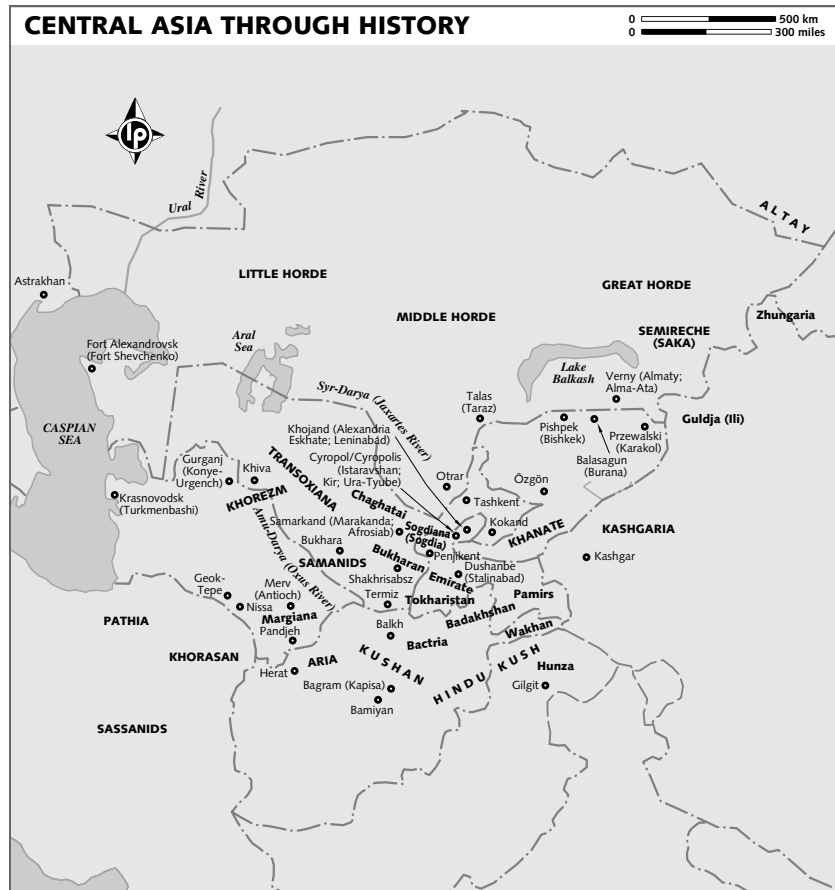 CENTRAL ASIA THROUGH HISTORY
0 500 km
0 300 miles
lp
Ural River
ALTAY
LITTLE HORDE
GREAT HORDE
Astrakhan
MIDDLE HORDE
Zhungaria
SEMIRECHE
(SAKA)
Aral
Sea
Fort Alexandrovsk
(Fort Shevchenko)
Lake
Balkash
Verny (Almaty;
Alma-Ata)
Syr-Darya (Jaxartes River)
Talas
(Taraz)
CASPIAN
SEA
Khojand (Alexandria
Eskhate; Leninabad)
Pishpek
(Bishkek)
Przewalski
(Karakol)
Guldja (Ili)
Balasagun
(Burana)
Gurganj
(Konye-
Urgench)
Khiva
TRANSOXIANA
Cyropol/Cyropolis
(Istaravshan;
Kir; Ura-Tyube)
Otrar
Özgön
Krasnovodsk
(Turkmenbashi)
KHOREZM
Chaghatai
Tashkent
Amu-Darya (Oxus River)
Samarkand (Marakanda;
Afrosiab)
Sogdiana
(Sogdia)
Kokand
KHANATE
KASHGARIA
Bukhara
Bukharan Emirate
Penjikent
Kashgar
SAMANIDS
Shakhrisabsz
Dushanbe
(Stalinabad)
Geok-
Tepe
Merv
(Antioch)
Termiz
Tokharistan
Pamirs
Nissa
Margiana
Badakhshan
PATHIA
Pandjeh
Balkh
Bactria
Wakhan
KHORASAN
ARIA
KUSHAN
HINDU KUSH
Hunza
Herat
Bagram (Kapisa)
Gilgit
Bamiyan
SASSANIDS